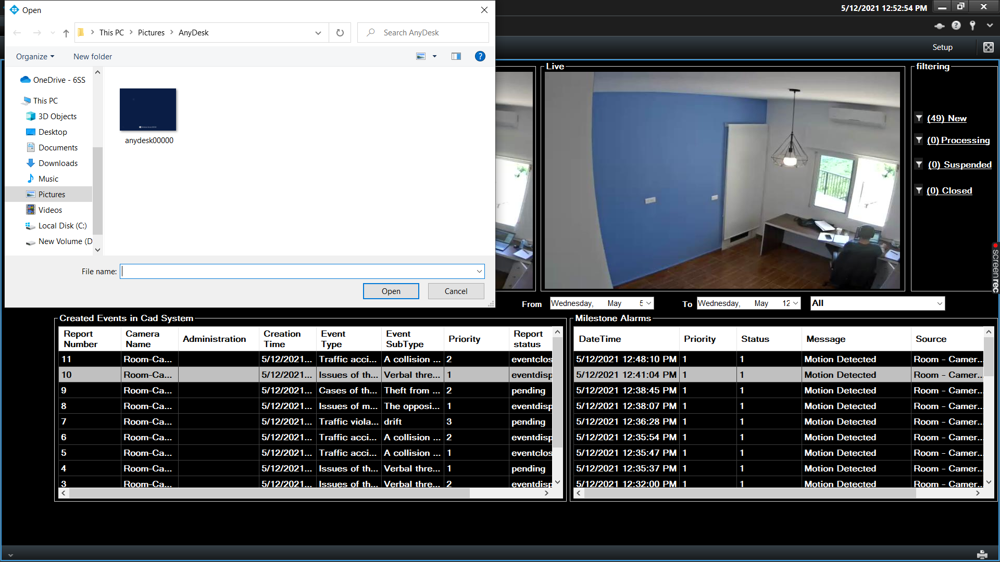 Open
5/12/2021 12:52:54 PM
This PC > Pictures > AnyDesk
Search AnyDesk
Organize
New folder
Setup
OneDrive - 6SS
This PC
3D Objects
Desktop
Documents
Downloads
Music
Pictures
Videos
Local Disk (C:)
New Volume (D
anydesk00000
File name:
Open
Cancel
Live
filtering
(49) New
(0) Processing
(0) Suspended
(0) Closed
screenrec
From Wednesday, May 5
To Wednesday, May 12
All
Created Events in Cad System
Report Number Camera Name Administration Creation Time Event Type Event SubType Priority Report status
11 Room-Ca... 5/12/2021... Traffic acci... A collision ... 2 eventclos
10 Room-Ca... 5/12/2021... Issues of th... Verbal thre... 1 eventdisp
9 Room-Ca... 5/12/2021... Cases of th... Theft from ... 2 pending
8 Room-Ca... 5/12/2021... Issues of m... The opposi... 1 eventdisp
7 Room-Ca... 5/12/2021... Traffic viola... drift 3 pending
6 Room-Ca... 5/12/2021... Traffic acci... A collision ... 2 eventdisp
5 Room-Ca... 5/12/2021... Traffic acci... A collision ... 1 eventclos
4 Room-Ca... 5/12/2021... Issues of th... Verbal thre... 1 pending
3 Room-Ca... 5/12/2021... Issues of th... Verbal thre... 2 eventdisp
Milestone Alarms
DateTime Priority Status Message Source
5/12/2021 12:48:10 PM 1 1 Motion Detected Room - Camer...
5/12/2021 12:41:04 PM 1 1 Motion Detected Room - Camer...
5/12/2021 12:38:45 PM 1 1 Motion Detected Room - Camer...
5/12/2021 12:38:07 PM 1 1 Motion Detected Room - Camer...
5/12/2021 12:36:28 PM 1 1 Motion Detected Room - Camer...
5/12/2021 12:35:54 PM 1 1 Motion Detected Room - Camer...
5/12/2021 12:35:47 PM 1 1 Motion Detected Room - Camer...
5/12/2021 12:35:37 PM 1 1 Motion Detected Room - Camer...
5/12/2021 12:32:00 PM 1 1 Motion Detected Room - Camer...